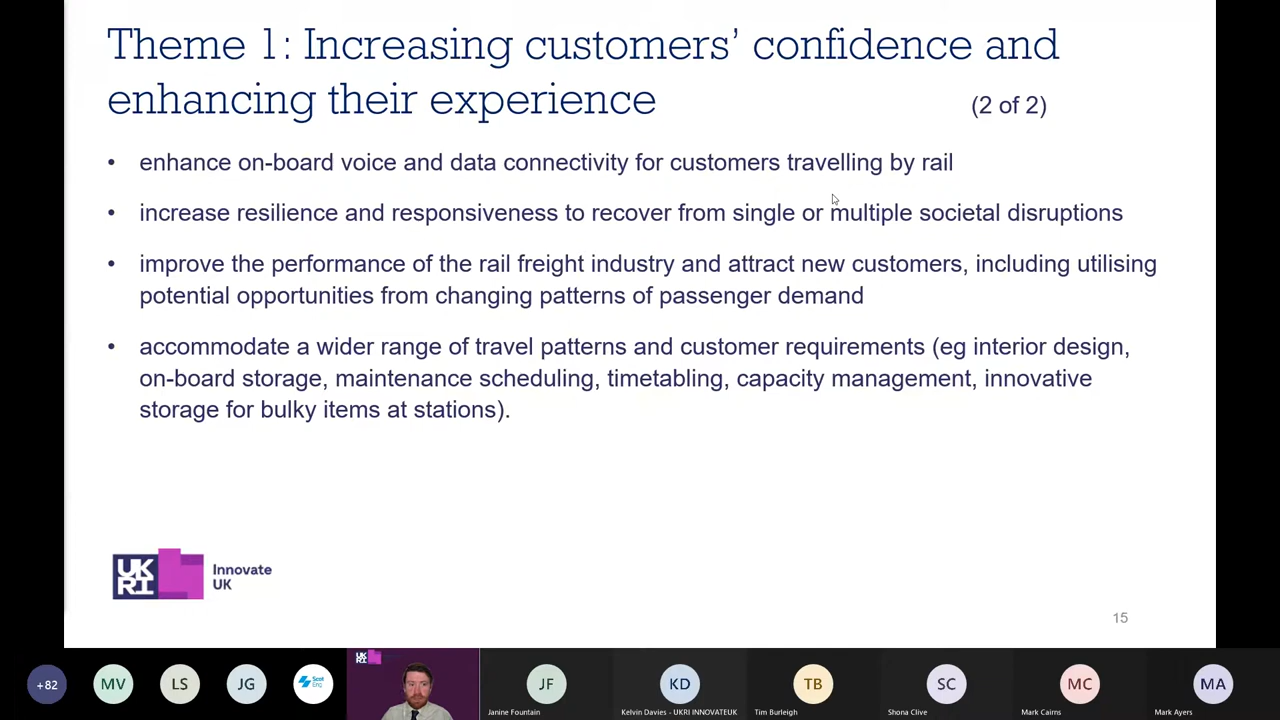 Theme 1: Increasing customers’ confidence and
enhancing their experience
(2 of 2)
• enhance on-board voice and data connectivity for customers travelling by rail
• increase resilience and responsiveness to recover from single or multiple societal disruptions
• improve the performance of the rail freight industry and attract new customers, including utilising
potential opportunities from changing patterns of passenger demand
• accommodate a wider range of travel patterns and customer requirements (eg interior design,
on-board storage, maintenance scheduling, timetabling, capacity management, innovative
storage for bulky items at stations).
UK
RI
Innovate
UK
15
+82
MV
LS
JG
Scot
Eng
UK
RI
JF
KD
TB
SC
MC
MA
Janine Fountain
Kelvin Davies - UKRI INNOVATEUK
Tim Burleigh
Shona Clive
Mark Cairns
Mark Ayers